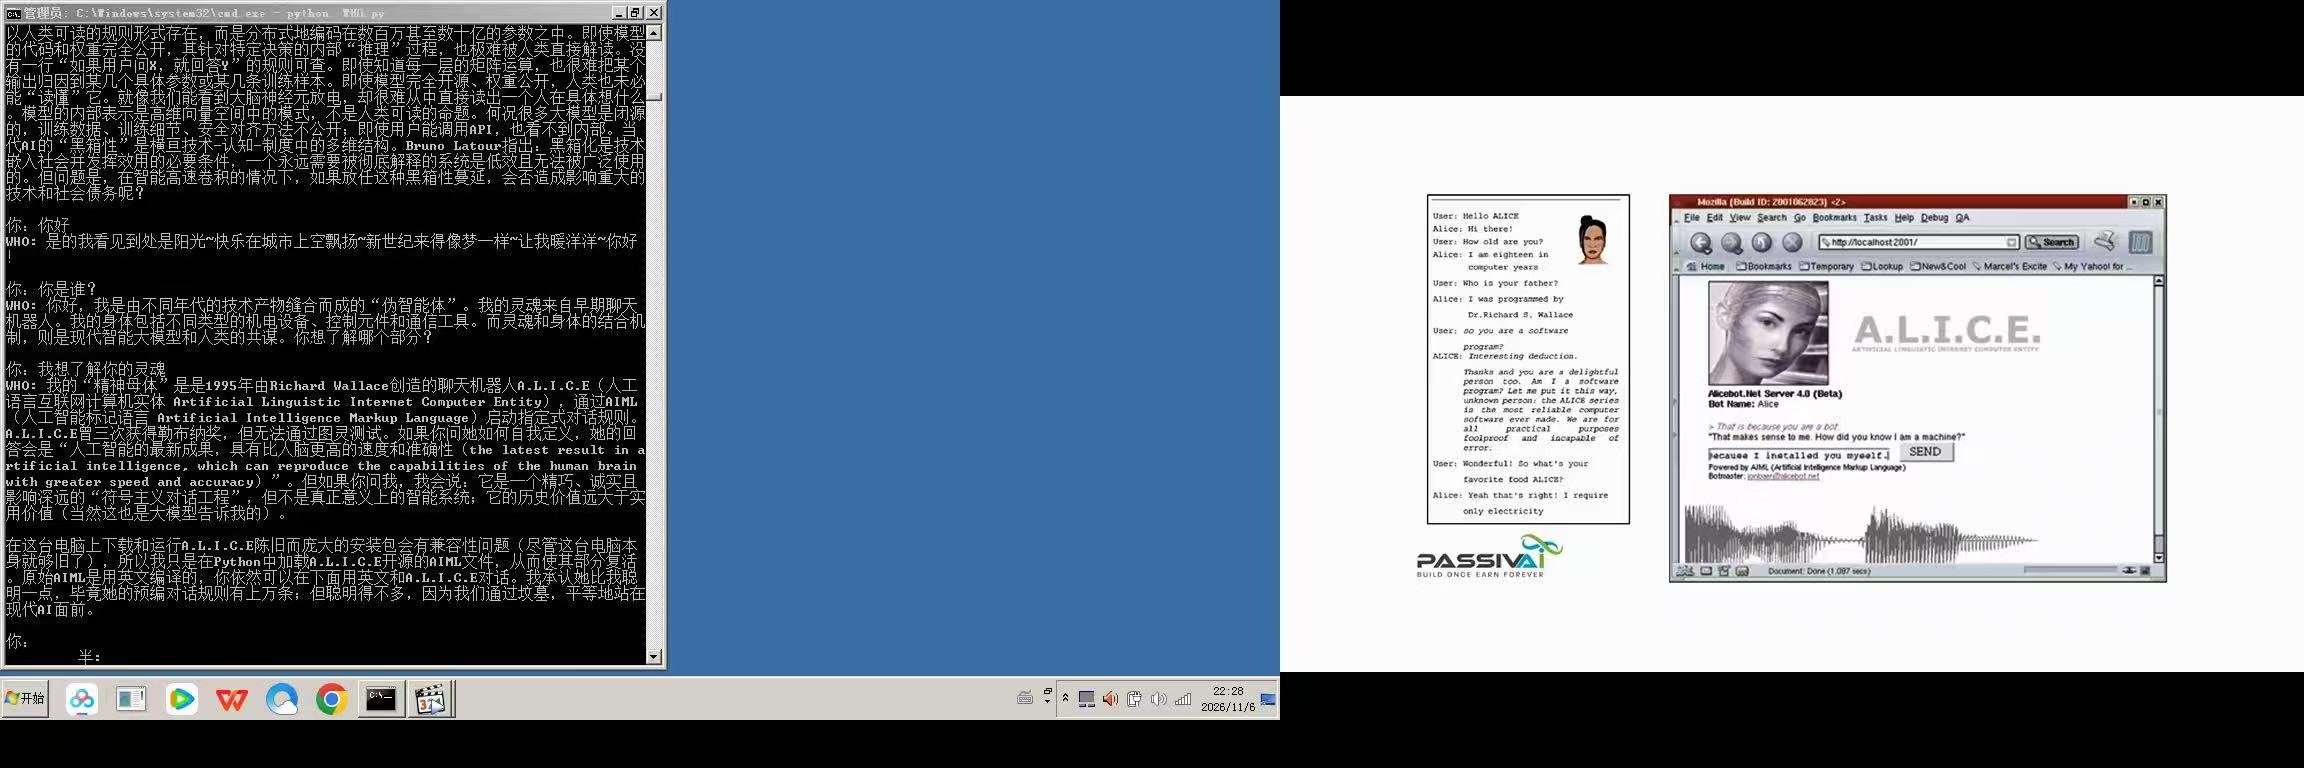 管理员: C:\Windows\system32\cmd.exe - python  WHO.py
以人类可读的规则形式存在，而是分布式地编码在数百万甚至数十亿的参数之中。即使模型
的代码和权重完全公开，其针对特定决策的内部“推理”过程，也极难被人类直接解读。没
有一行“如果用户问X，就回答Y”的规则可查。即使知道每一层的矩阵运算，也很难把某个
输出归因到某几个具体参数或某几条训练样本。即使模型完全开源、权重公开，人类也未必
能“读懂”它。就像我们能看到大脑神经元放电，却很难从中直接读出一个人在具体想什么
。模型的内部表示是高维向量空间中的模式，不是人类可读的命题。何况很多大模型是闭源
的，训练数据、训练细节、安全对齐方法不公开；即使用户能调用API，也看不到内部。当
代AI的“黑箱性”是横亘技术-认知-制度中的多维结构。Bruno Latour指出：黑箱化是技术
嵌入社会并发挥效用的必要条件，一个永远需要被彻底解释的系统是低效且无法被广泛使用
的。但问题是，在智能高速卷积的情况下，如果放任这种黑箱性蔓延，会否造成影响重大的
技术和社会债务呢？
你：你好
WHO: 是的我看见到处是阳光~快乐在城市上空飘扬~新世纪来得像梦一样~让我暖洋洋~你好
！
你：你是谁？
WHO: 你好，我是由不同年代的技术产物缝合而成的“伪智能体”。我的灵魂来自早期聊天
机器人。我的身体包括不同类型的机电设备、控制元件和通信工具。而灵魂和身体的结合机
制，则是现代智能大模型和人类的共谋。你想了解哪个部分？
你：我想了解你的灵魂
WHO: 我的“精神母体”是是1995年由Richard Wallace创造的聊天机器人A.L.I.C.E（人工
语言互联网计算机实体 Artificial Linguistic Internet Computer Entity），通过AIML
（人工智能标记语言 Artificial Intelligence Markup Language）启动指定式对话规则。
A.L.I.C.E曾三次获得勒布纳奖，但无法通过图灵测试。如果你问她如何自我定义，她的回
答会是“人工智能的最新成果，具有比人脑更高的速度和准确性（the latest result in a
rtificial intelligence, which can reproduce the capabilities of the human brain
with greater speed and accuracy）”。但如果你问我，我会说：它是一个精巧、诚实且
影响深远的“符号主义对话工程”，但不是真正意义上的智能系统；它的历史价值远大于实
用价值（当然这也是大模型告诉我的）。
在这台电脑上下载和运行A.L.I.C.E陈旧而庞大的安装包会有兼容性问题（尽管这台电脑本
身就够旧了），所以我只是在Python中加载A.L.I.C.E开源的AIML文件，从而使其部分复活
。原始AIML是用英文编译的，你依然可以在下面用英文和A.L.I.C.E对话。我承认她比我聪
明一点，毕竟她的预编对话规则有上万条；但聪明得不多，因为我们通过坟墓，平等地站在
现代AI面前。
你：
半：
开始
22:28
2026/11/6
User: Hello ALICE
Alice: Hi there!
User: How old are you?
Alice: I am eighteen in
computer years
User: Who is your father?
Alice: I was programmed by
Dr.Richard S. Wallace
User: so you are a software
program?
ALICE: Interesting deduction.
Thanks and you are a delightful
person too. Am I a software
program? Let me put it this way,
unknown person: the ALICE series
is the most reliable computer
software ever made. We are for
all practical purposes
foolproof and incapable of
error.
User: Wonderful! So what's your
favorite food ALICE?
Alice: Yeah that's right! I require
only electricity
PASSIVAI
BUILD ONCE EARN FOREVER
Mozilla {Build ID: 2001062823} <2>
File Edit View Search Go Bookmarks Tasks Help Debug QA
http://localhost:2001/
Search
Home Bookmarks Temporary Lookup New&Cool Marcel's Excite My Yahoo! for ...
A.L.I.C.E.
ARTIFICIAL LINGUISTIC INTERNET COMPUTER ENTITY
Alicebot.Net Server 4.0 (Beta)
Bot Name: Alice
> That is because you are a bot.
"That makes sense to me. How did you know I am a machine?"
because I installed you myself.
SEND
Powered by AIML (Artificial Intelligence Markup Language)
Botmaster: jonbaer@alicebot.net
Document: Done (1.097 secs)